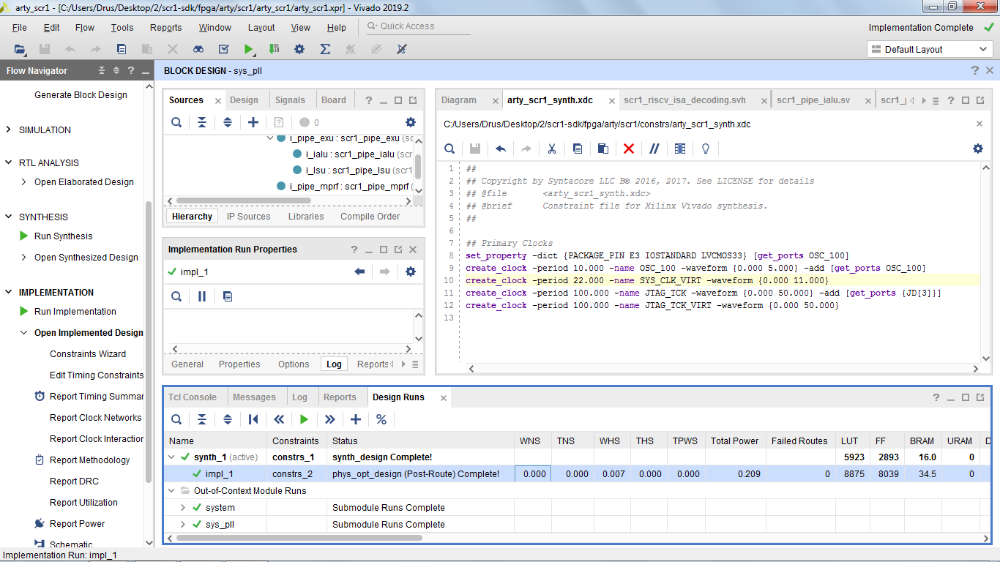 arty_scr1 - [C:/Users/Drus/Desktop/2/scr1-sdk/fpga/arty/scr1/arty_scr1/arty_scr1.xpr] - Vivado 2019.2
File Edit Flow Tools Reports Window Layout View Help Quick Access Implementation Complete
Default Layout
Flow Navigator
Generate Block Design
SIMULATION
RTL ANALYSIS
Open Elaborated Design
SYNTHESIS
Run Synthesis
Open Synthesized Design
IMPLEMENTATION
Run Implementation
Open Implemented Design
Constraints Wizard
Edit Timing Constraints
Report Timing Summar
Report Clock Networks
Report Clock Interaction
Report Methodology
Report DRC
Report Utilization
Report Power
Schematic
BLOCK DESIGN - sys_pll
Sources Design Signals Board
0
i_pipe_exu : scr1_pipe_exu (sc
i_ialu : scr1_pipe_ialu (scr
i_lsu : scr1_pipe_lsu (scr1
i_pipe_mprf : scr1_pipe_mprf (
Hierarchy IP Sources Libraries Compile Order
Implementation Run Properties
impl_1
General Properties Options Log Reports
Diagram arty_scr1_synth.xdc scr1_riscv_isa_decoding.svh scr1_pipe_ialu.sv scr1_
C:/Users/Drus/Desktop/2/scr1-sdk/fpga/arty/scr1/constrs/arty_scr1_synth.xdc
1 ##
2 ## Copyright by Syntacore LLC В© 2016, 2017. See LICENSE for details
3 ## @file <arty_scr1_synth.xdc>
4 ## @brief Constraint file for Xilinx Vivado synthesis.
5 ##
6
7 ## Primary Clocks
8 set_property -dict {PACKAGE_PIN E3 IOSTANDARD LVCMOS33} [get_ports OSC_100]
9 create_clock -period 10.000 -name OSC_100 -waveform {0.000 5.000} -add [get_ports OSC_100]
10 create_clock -period 22.000 -name SYS_CLK_VIRT -waveform {0.000 11.000}
11 create_clock -period 100.000 -name JTAG_TCK -waveform {0.000 50.000} -add [get_ports {JD[3]}]
12 create_clock -period 100.000 -name JTAG_TCK_VIRT -waveform {0.000 50.000}
13
Tcl Console Messages Log Reports Design Runs
Name Constraints Status WNS TNS WHS THS TPWS Total Power Failed Routes LUT FF BRAM URAM D
synth_1 (active) constrs_1 synth_design Complete! 5923 2893 16.0 0
impl_1 constrs_2 phys_opt_design (Post-Route) Complete! 0.000 0.000 0.007 0.000 0.000 0.209 0 8875 8039 34.5 0
Out-of-Context Module Runs
system Submodule Runs Complete
sys_pll Submodule Runs Complete
Implementation Run: impl_1